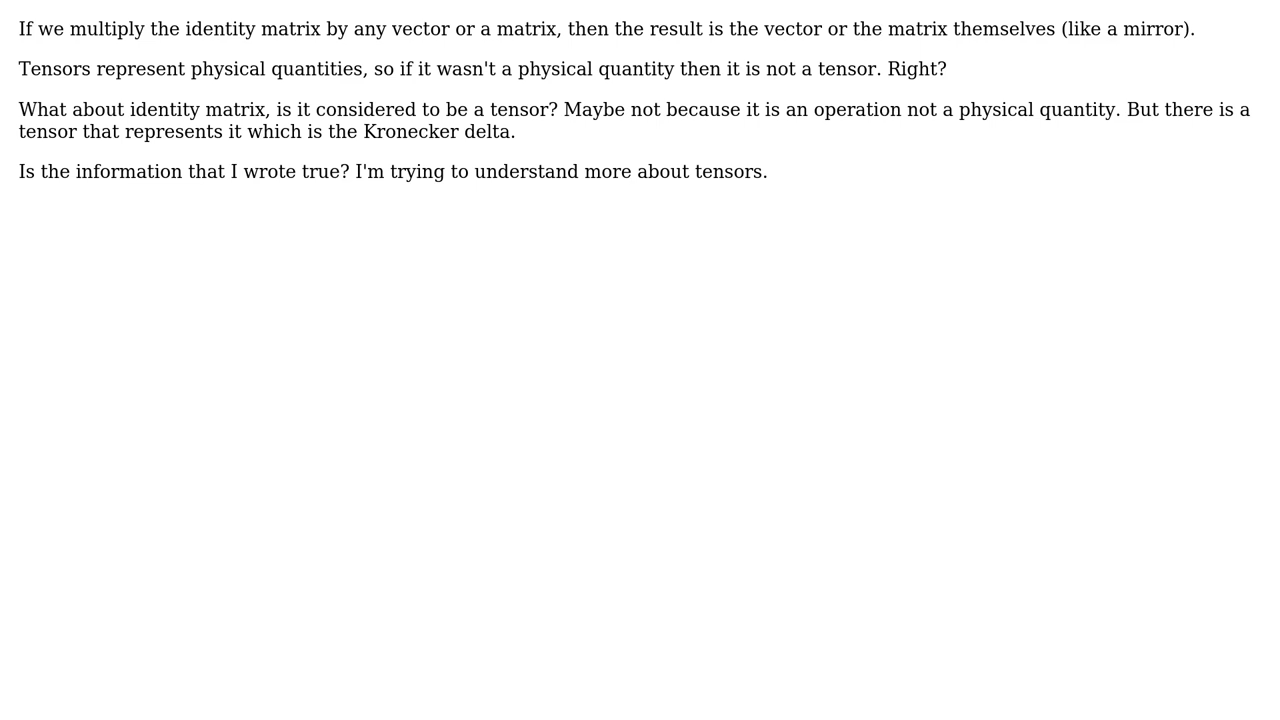 If we multiply the identity matrix by any vector or a matrix, then the result is the vector or the matrix themselves (like a mirror).
Tensors represent physical quantities, so if it wasn't a physical quantity then it is not a tensor. Right?
What about identity matrix, is it considered to be a tensor? Maybe not because it is an operation not a physical quantity. But there is a
tensor that represents it which is the Kronecker delta.
Is the information that I wrote true? I'm trying to understand more about tensors.